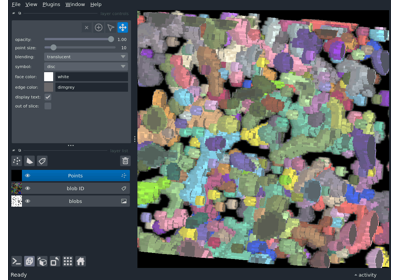 File View Plugins Window Help
opacity: 1.00
point size: 10
blending: translucent
symbol: disc
face color: white
edge color: dimgrey
display text:
out of slice:
Points
blob ID
blobs
Ready
activity